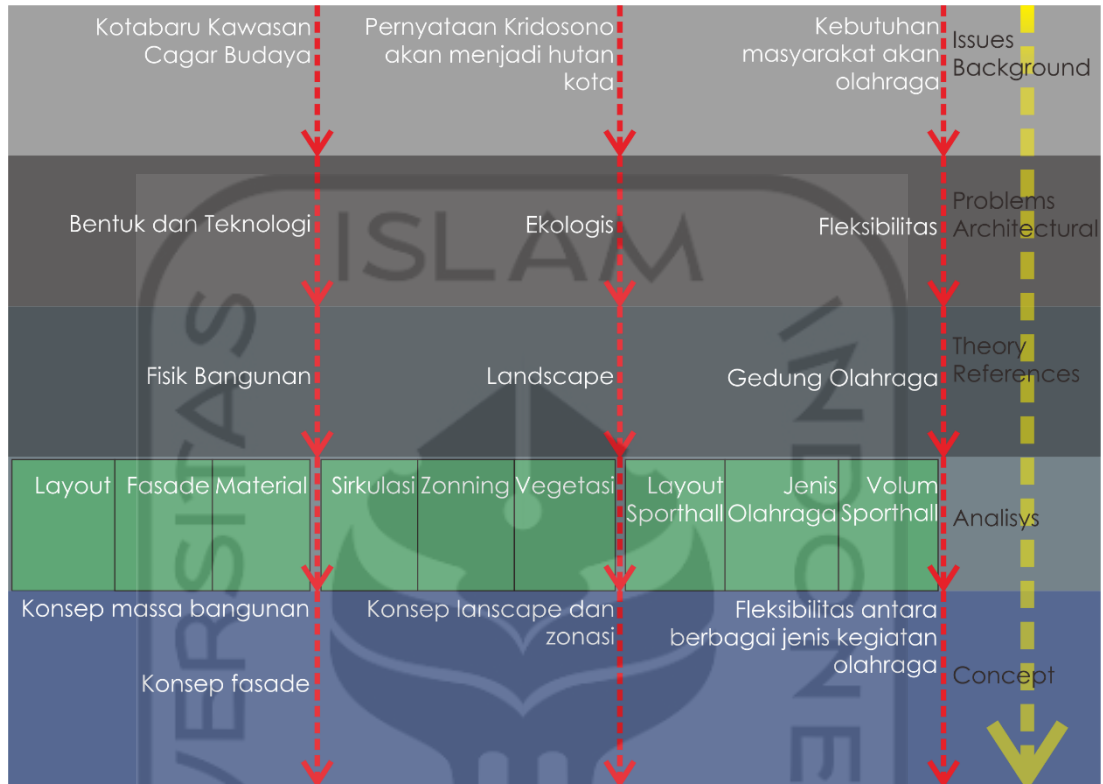 Kotabaru Kawasan
Cagar Budaya
Pernyataan Kridosono
akan menjadi hutan
kota
Kebutuhan
masyarakat akan
olahraga
Issues
Background
Bentuk dan Teknologi
Ekologis
Fleksibilitas
Problems
Architectural
Fisik Bangunan
Landscape
Gedung Olahraga
Theory
References
Layout
Fasade
Material
Sirkulasi
Zonning
Vegetasi
Layout
Sporthall
Jenis
Olahraga
Volum
Sporthall
Analisys
Konsep massa bangunan
Konsep fasade
Konsep lanscape dan
zonasi
Fleksibilitas antara
berbagai jenis kegiatan
olahraga
Concept
VERSITAS
ISLAM
INDONE